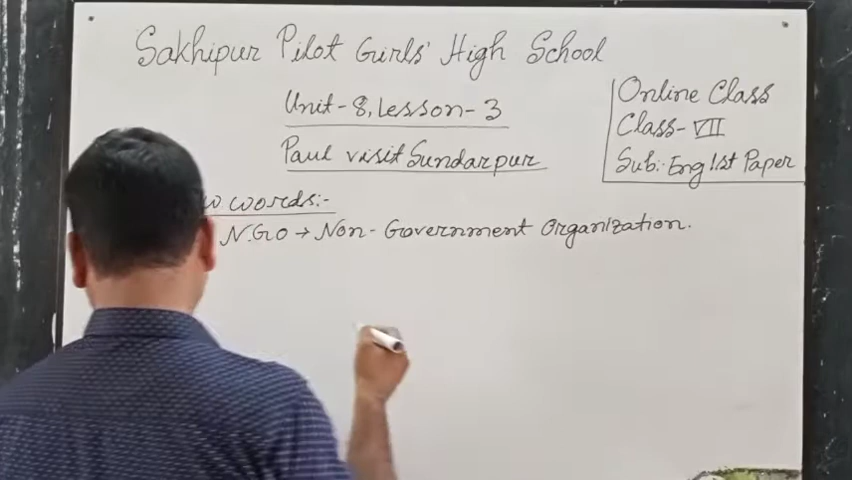 Sakhipur Pilot Girls' High School
Unit-8, Lesson-3
Online Class
Class-VII
Sub: Eng 1st Paper
Paul visit Sundarpur
words:-
N.G.O → Non-Government Organization.